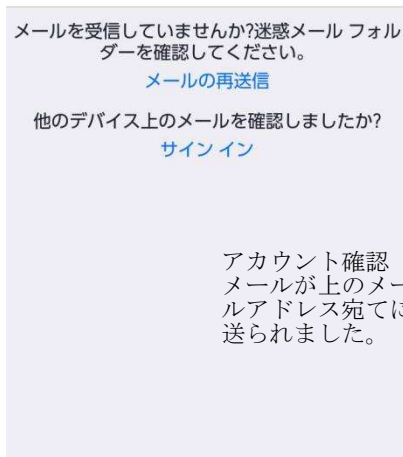 メールを受信していませんか?迷惑メール フォル
ダーを確認してください。
メールの再送信
他のデバイス上のメールを確認しましたか?
サイン イン
アカウント確認
メールが上のメー
ルアドレス宛てに
送られました。